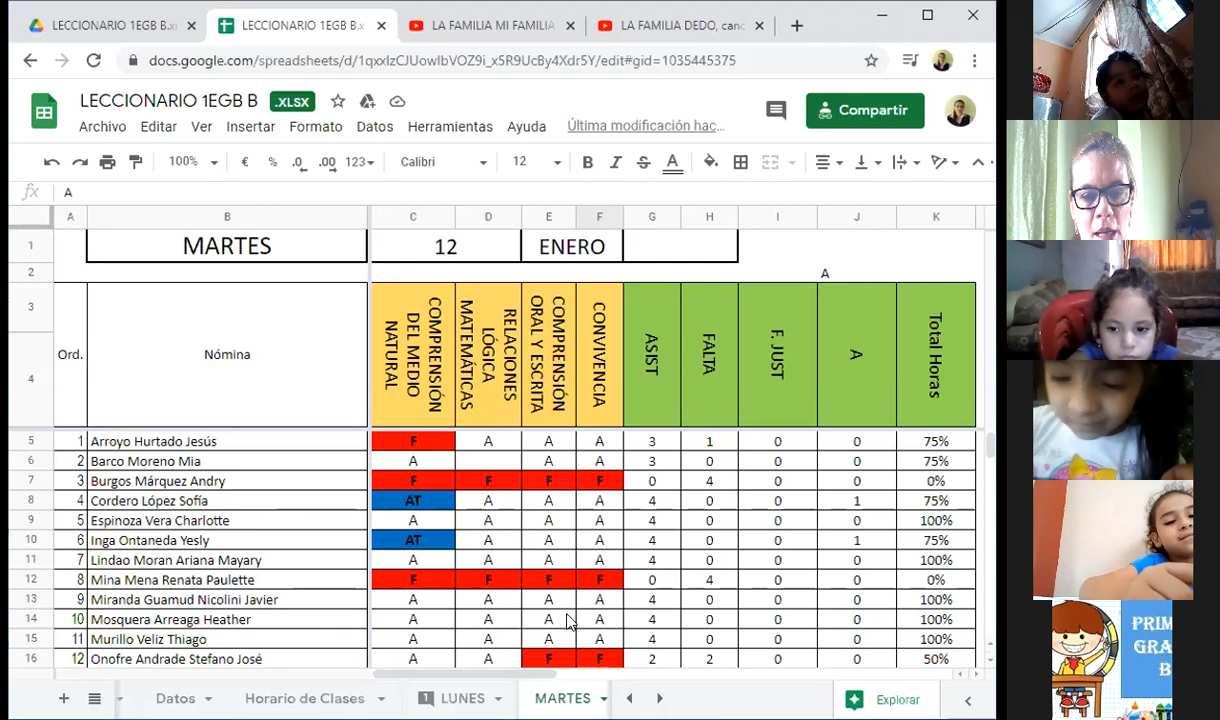 LECCIONARIO 1EGB B.x
LECCIONARIO 1EGB B.x
LA FAMILIA MI FAMILIA
LA FAMILIA DEDO, canc
docs.google.com/spreadsheets/d/1qxxlzCJUowIbVOZ9i_x5R9UcBy4Xdr5Y/edit#gid=1035445375
LECCIONARIO 1EGB B .XLSX
Compartir
Archivo Editar Ver Insertar Formato Datos Herramientas Ayuda Última modificación hac...
100% € % .0 .00 123 Calibri 12 B I S A
fx A
A B C D E F G H I J K
1 MARTES 12 ENERO
2 A
3
4
Ord. Nómina COMPRENSIÓN DEL MEDIO NATURAL RELACIONES LÓGICA MATEMÁTICAS COMPRENSIÓN ORAL Y ESCRITA CONVIVENCIA ASIST FALTA F. JUST A Total Horas
5 1 Arroyo Hurtado Jesús F A A A 3 1 0 0 75%
6 2 Barco Moreno Mia A A A 3 0 0 0 75%
7 3 Burgos Márquez Andry F F F F 0 4 0 0 0%
8 4 Cordero López Sofía AT A A A 4 0 0 1 75%
9 5 Espinoza Vera Charlotte A A A A 4 0 0 0 100%
10 6 Inga Ontaneda Yesly AT A A A 4 0 0 1 75%
11 7 Lindao Moran Ariana Mayary A A A A 4 0 0 0 100%
12 8 Mina Mena Renata Paulette F F F F 0 4 0 0 0%
13 9 Miranda Guamud Nicolini Javier A A A A 4 0 0 0 100%
14 10 Mosquera Arreaga Heather A A A A 4 0 0 0 100%
15 11 Murillo Veliz Thiago A A A A 4 0 0 0 100%
16 12 Onofre Andrade Stefano José A A F F 2 2 0 0 50%
Datos Horario de Clases 1 LUNES MARTES Explorar
PRIM
GRA
B